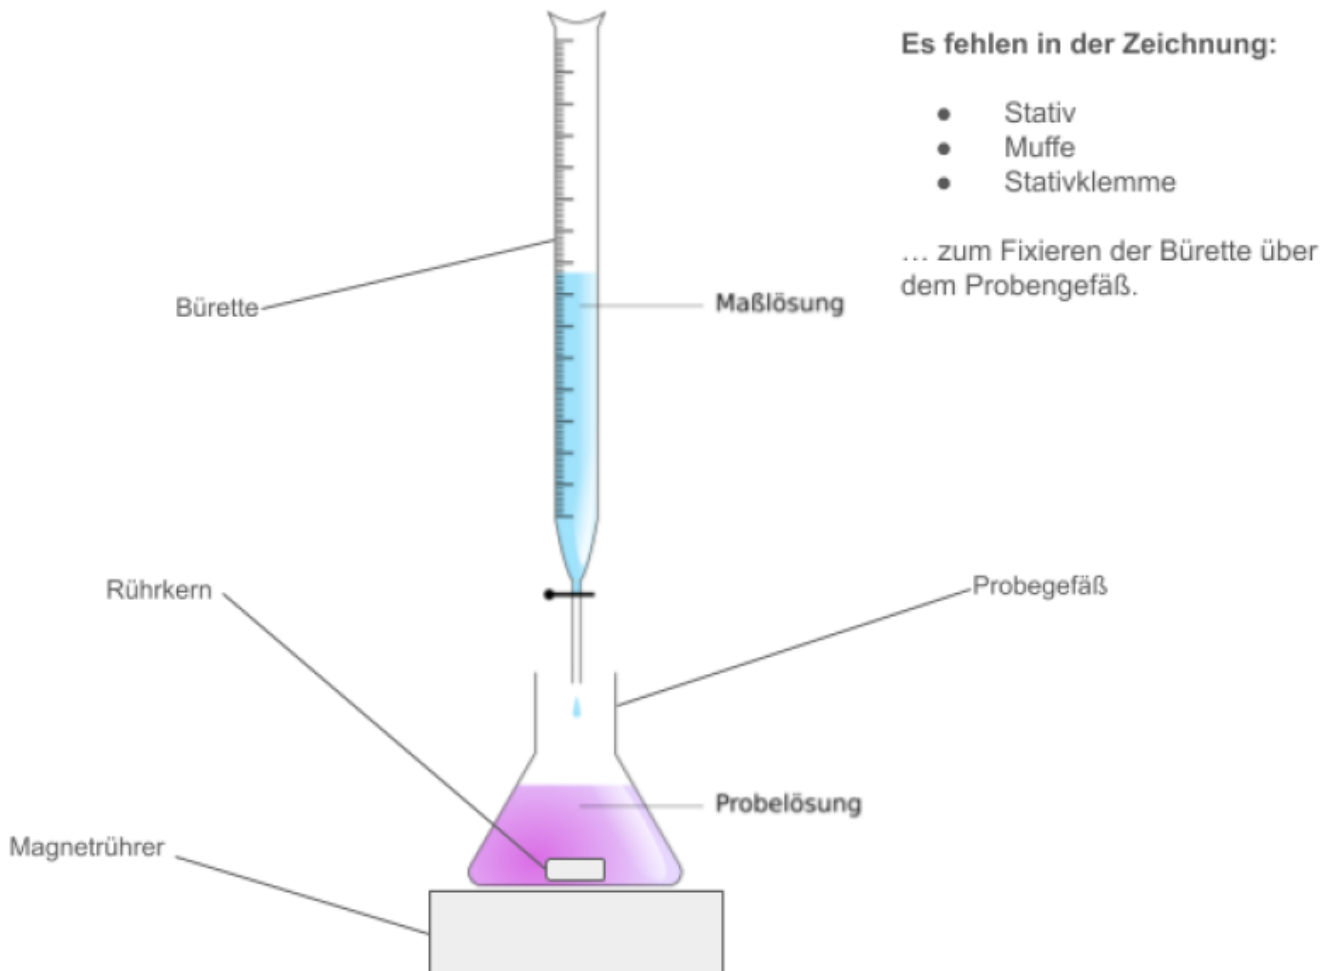 Es fehlen in der Zeichnung:
● Stativ
● Muffe
● Stativklemme
… zum Fixieren der Bürette über
dem Probengefäß.
Bürette
Maßlösung
Rührkern
Probegefäß
Probelösung
Magnetrührer